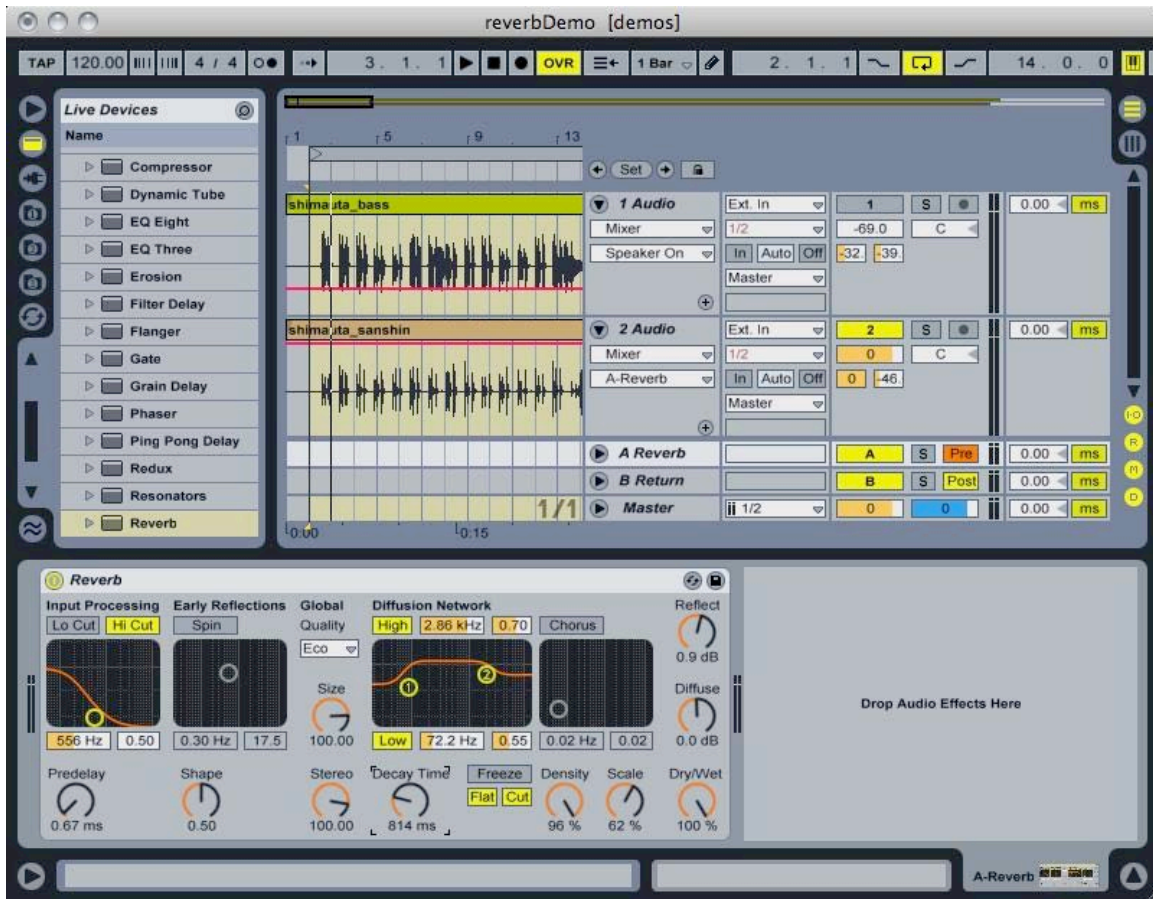 reverbDemo [demos]
TAP 120.00 4 / 4 3. 1. 1 OVR 1 Bar 2. 1. 1 14. 0. 0
Live Devices
Name
Compressor
Dynamic Tube
EQ Eight
EQ Three
Erosion
Filter Delay
Flanger
Gate
Grain Delay
Phaser
Ping Pong Delay
Redux
Resonators
Reverb
1 5 9 13
Set
shimauta_bass
1 Audio Ext. In 1 S 0.00 ms
Mixer 1/2 -69.0 C
Speaker On In Auto Off -32. -39.
Master
shimauta_sanshin
2 Audio Ext. In 2 S 0.00 ms
Mixer 1/2 0 C
A-Reverb In Auto Off 0 -46.
Master
A Reverb A S Pre 0.00 ms
B Return B S Post 0.00 ms
1/1 Master 1/2 0 0 0.00 ms
0:00 0:15
I·O
R
M
D
Reverb
Input Processing Early Reflections Global Diffusion Network Reflect
Lo Cut Hi Cut Spin Quality High 2.86 kHz 0.70 Chorus
Eco
0.9 dB
1 2
Size Diffuse
556 Hz 0.50 0.30 Hz 17.5 100.00 Low 72.2 Hz 0.55 0.02 Hz 0.02 0.0 dB
Predelay Shape Stereo Decay Time Freeze Density Scale Dry/Wet
Flat Cut
0.67 ms 0.50 100.00 814 ms 96 % 62 % 100 %
Drop Audio Effects Here
A-Reverb